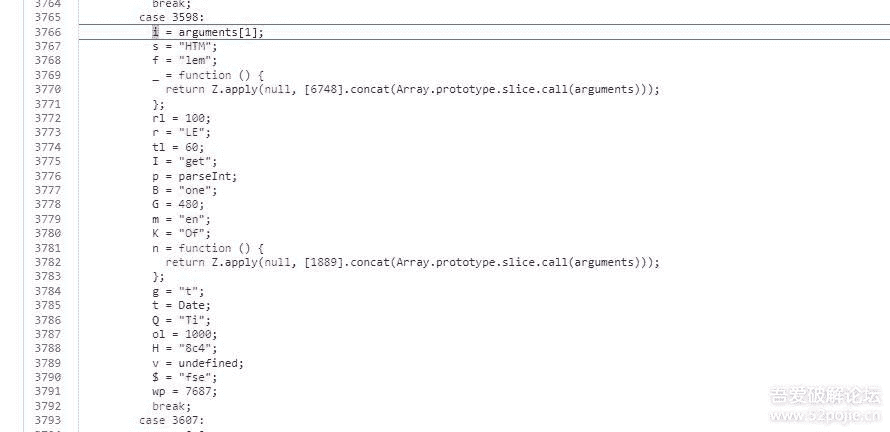 3764 break;
3765 case 3598:
3766 i = arguments[1];
3767 s = "HTM";
3768 f = "lem";
3769 _ = function () {
3770 return Z.apply(null, [6748].concat(Array.prototype.slice.call(arguments)));
3771 };
3772 rl = 100;
3773 r = "LE";
3774 tl = 60;
3775 I = "get";
3776 p = parseInt;
3777 B = "one";
3778 G = 480;
3779 m = "en";
3780 K = "Of";
3781 n = function () {
3782 return Z.apply(null, [1889].concat(Array.prototype.slice.call(arguments)));
3783 };
3784 g = "t";
3785 t = Date;
3786 Q = "Ti";
3787 ol = 1000;
3788 H = "8c4";
3789 v = undefined;
3790 $ = "fse";
3791 wp = 7687;
3792 break;
3793 case 3607:
吾爱破解论坛
www.52pojie.cn